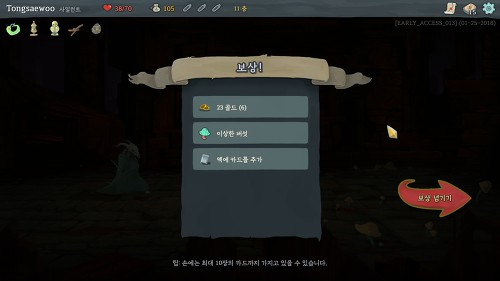 Tongsaewoo 사일런트 38/70 105 11 층
15
[EARLY_ACCESS_013] (01-25-2018)
보상!
23 골드 (6)
이상한 버섯
덱에 카드를 추가
보상 넘기기
팁: 손에는 최대 10장의 카드까지 가지고 있을 수 있습니다.